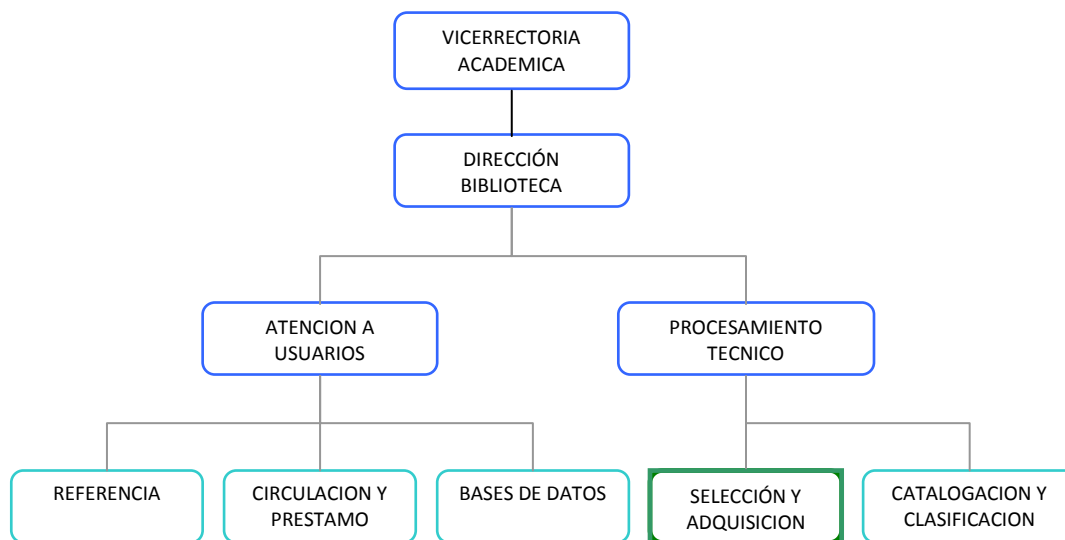 VICERRECTORIA
ACADEMICA
DIRECCIÓN
BIBLIOTECA
ATENCION A
USUARIOS
PROCESAMIENTO
TECNICO
REFERENCIA
CIRCULACION Y
PRESTAMO
BASES DE DATOS
SELECCIÓN Y
ADQUISICION
CATALOGACION Y
CLASIFICACION